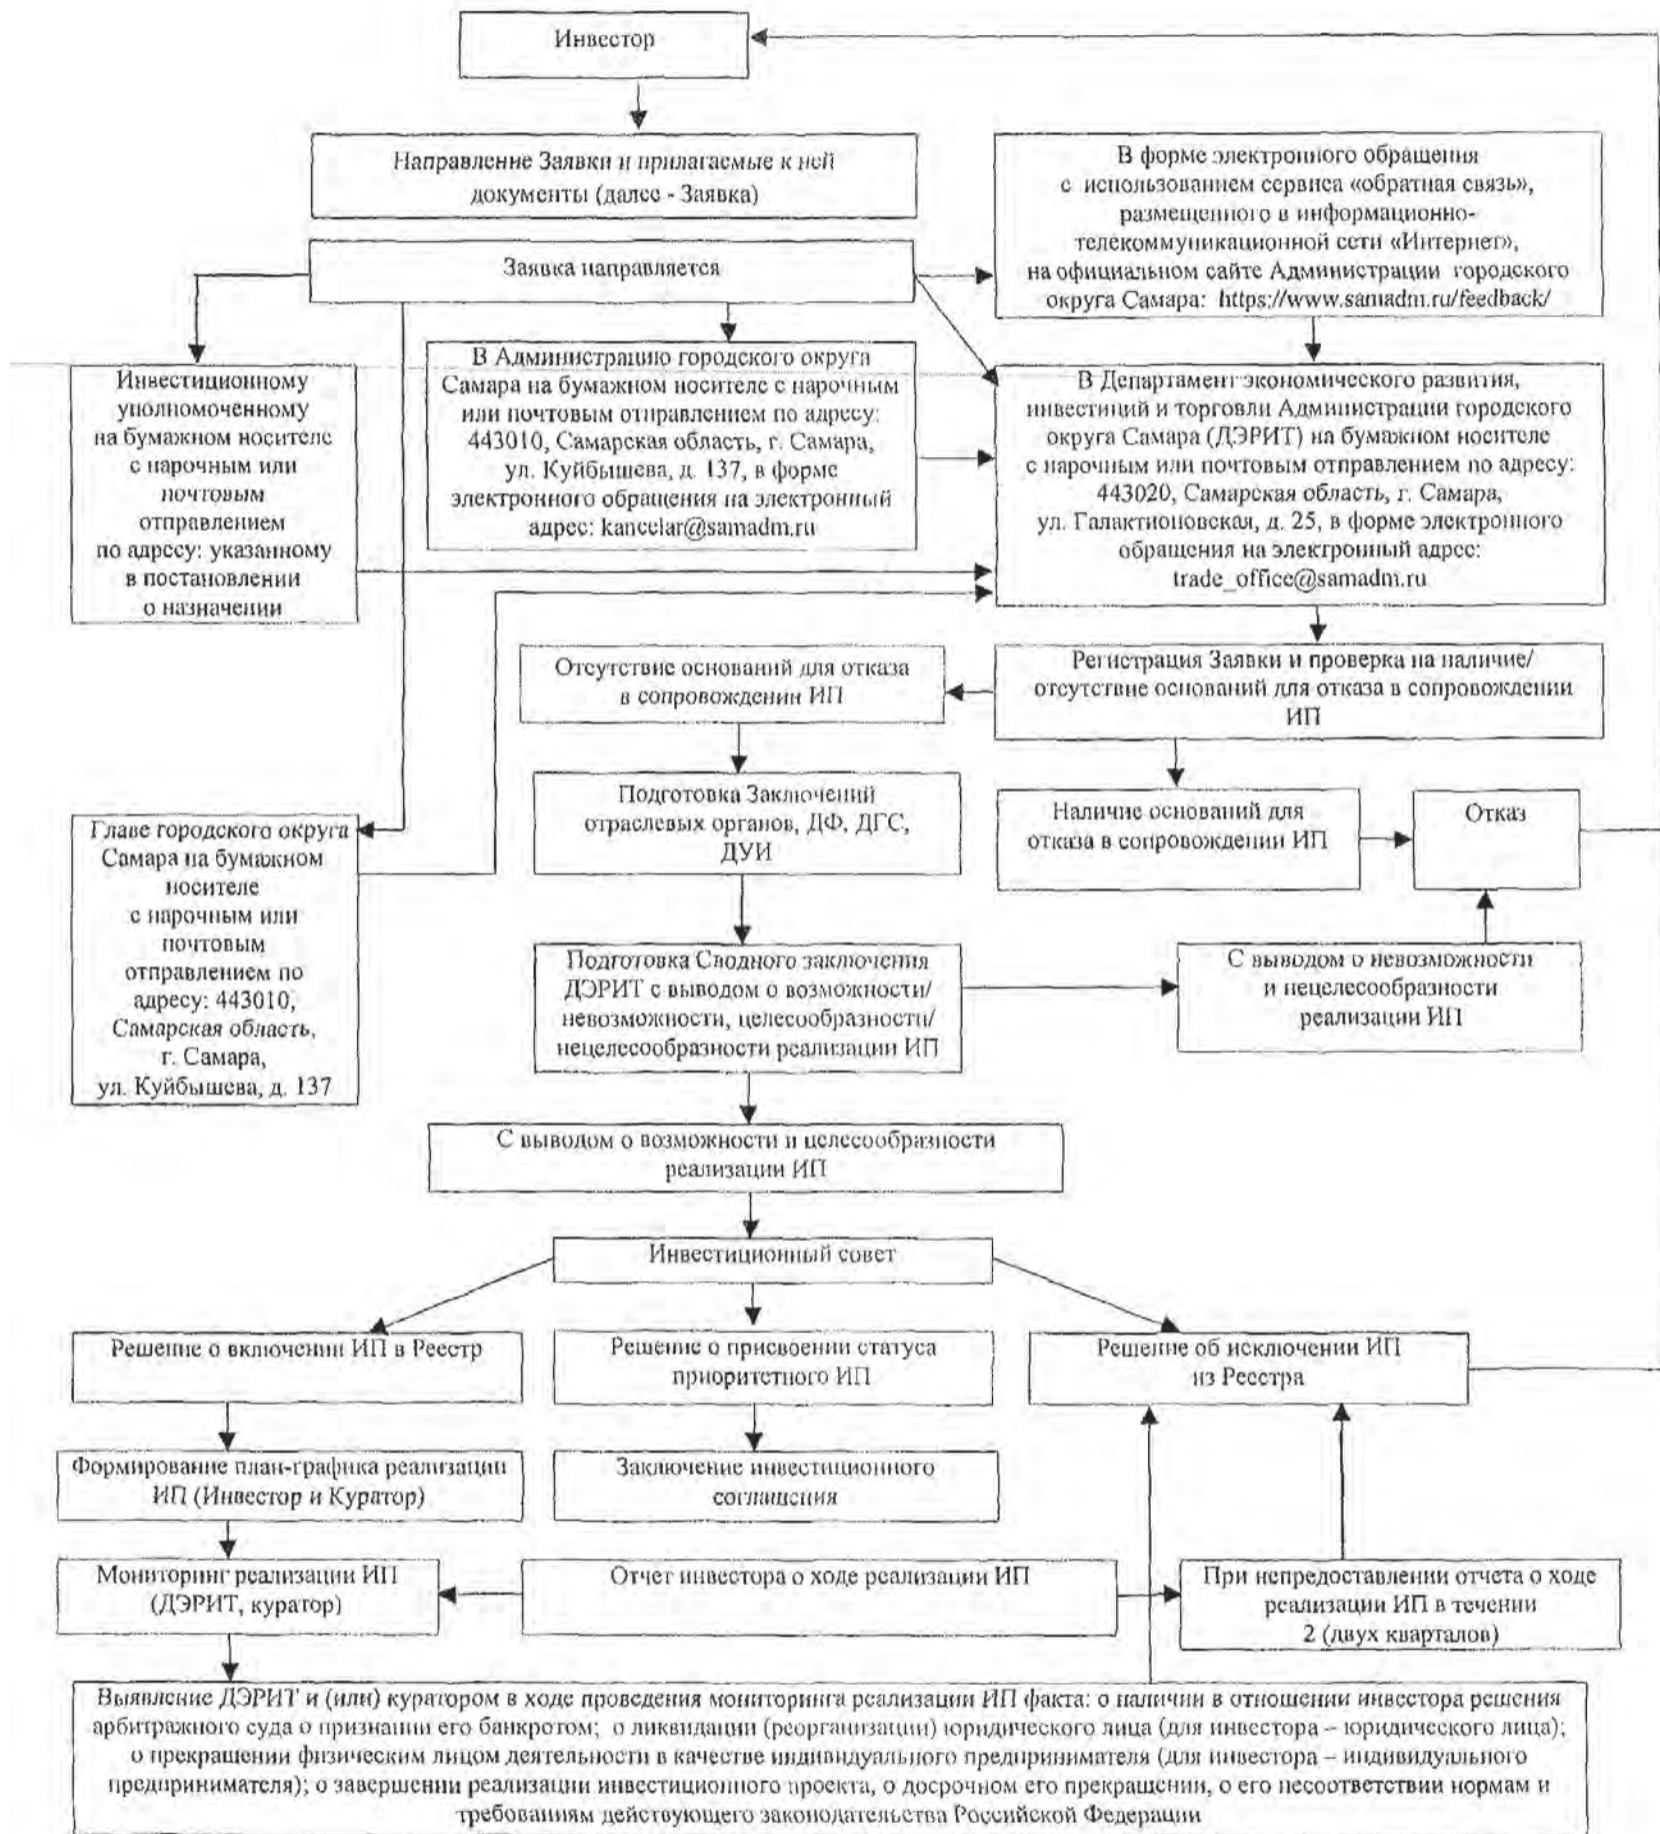 Инвестор
Направление Заявки и прилагаемые к ней
документы (далее - Заявка)
Заявка направляется
В форме электронного обращения
с использованием сервиса «обратная связь»,
размещенного в информационно-
телекоммуникационной сети «Интернет»,
на официальном сайте Администрации городского
округа Самара: https://www.samadm.ru/feedback/
Инвестиционному
уполномоченному
на бумажном носителе
с нарочным или
почтовым
отправлением
по адресу: указанному
в постановлении
о назначении
В Администрацию городского округа
Самара на бумажном носителе с нарочным
или почтовым отправлением по адресу:
443010, Самарская область, г. Самара,
ул. Куйбышева, д. 137, в форме
электронного обращения на электронный
адрес: kancelar@samadm.ru
В Департамент экономического развития,
инвестиций и торговли Администрации городского
округа Самара (ДЭРИТ) на бумажном носителе
с нарочным или почтовым отправлением по адресу:
443020, Самарская область, г. Самара,
ул. Галактионовская, д. 25, в форме электронного
обращения на электронный адрес:
trade_office@samadm.ru
Отсутствие оснований для отказа
в сопровождении ИП
Регистрация Заявки и проверка на наличие/
отсутствие оснований для отказа в сопровождении
ИП
Подготовка Заключений
отраслевых органов, ДФ, ДГС,
ДУИ
Наличие оснований для
отказа в сопровождении ИП
Отказ
Главе городского округа
Самара на бумажном
носителе
с нарочным или
почтовым
отправлением по
адресу: 443010,
Самарская область,
г. Самара,
ул. Куйбышева, д. 137
Подготовка Сводного заключения
ДЭРИТ с выводом о возможности/
невозможности, целесообразности/
нецелесообразности реализации ИП
С выводом о невозможности
и нецелесообразности
реализации ИП
С выводом о возможности и целесообразности
реализации ИП
Инвестиционный совет
Решение о включении ИП в Реестр
Решение о присвоении статуса
приоритетного ИП
Решение об исключении ИП
из Реестра
Формирование план-графика реализации
ИП (Инвестор и Куратор)
Заключение инвестиционного
соглашения
Мониторинг реализации ИП
(ДЭРИТ, куратор)
Отчет инвестора о ходе реализации ИП
При непредоставлении отчета о ходе
реализации ИП в течении
2 (двух кварталов)
Выявление ДЭРИТ и (или) куратором в ходе проведения мониторинга реализации ИП факта: о наличии в отношении инвестора решения
арбитражного суда о признании его банкротом; о ликвидации (реорганизации) юридического лица (для инвестора – юридического лица);
о прекращении физическим лицом деятельности в качестве индивидуального предпринимателя (для инвестора – индивидуального
предпринимателя); о завершении реализации инвестиционного проекта, о досрочном его прекращении, о его несоответствии нормам и
требованиям действующего законодательства Российской Федерации